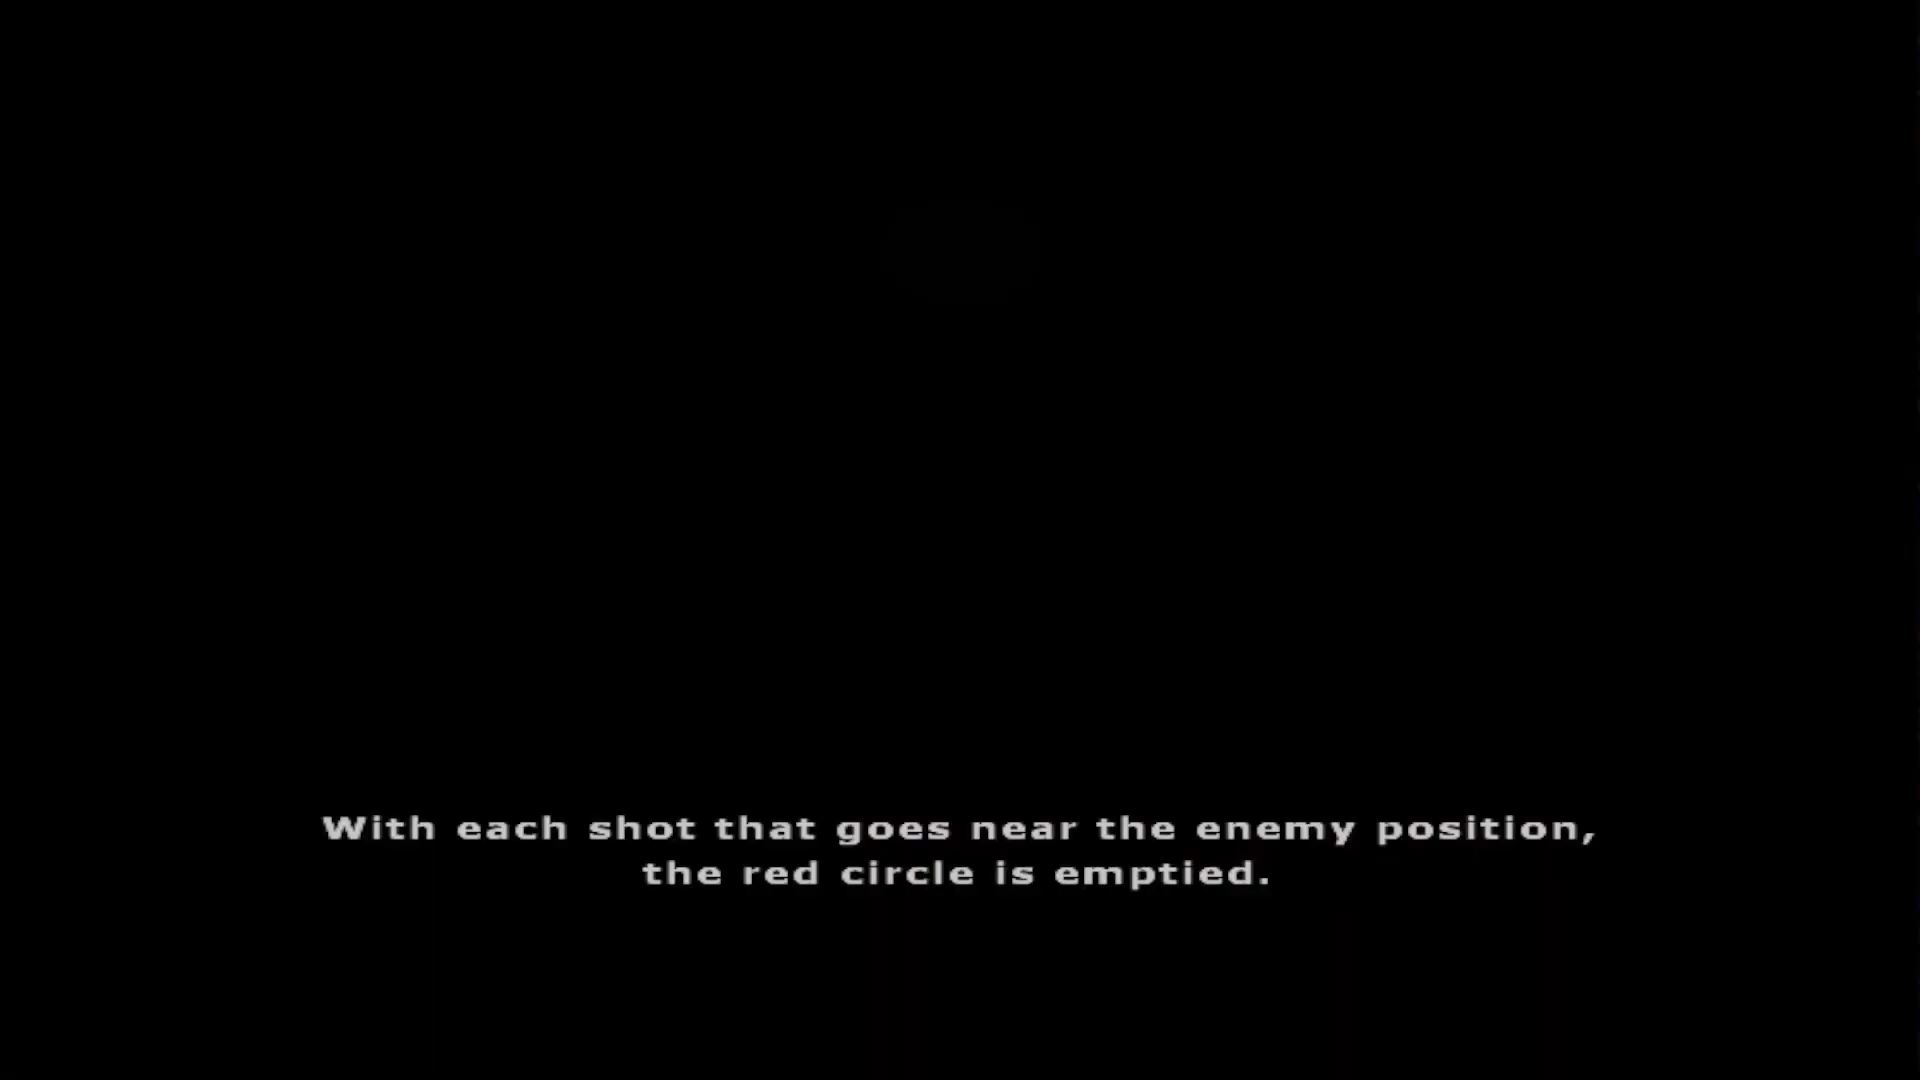 With each shot that goes near the enemy position,
the red circle is emptied.